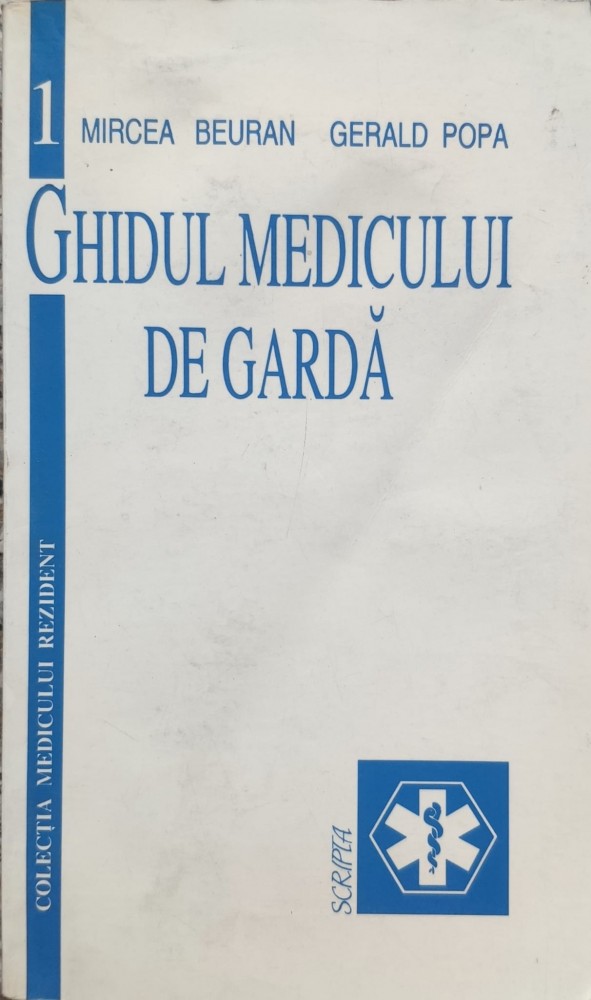 1
MIRCEA BEURAN GERALD POPA
GHIDUL MEDICULUI
DE GARDĂ
COLECȚIA MEDICULUI REZIDENT
SCRIPTA